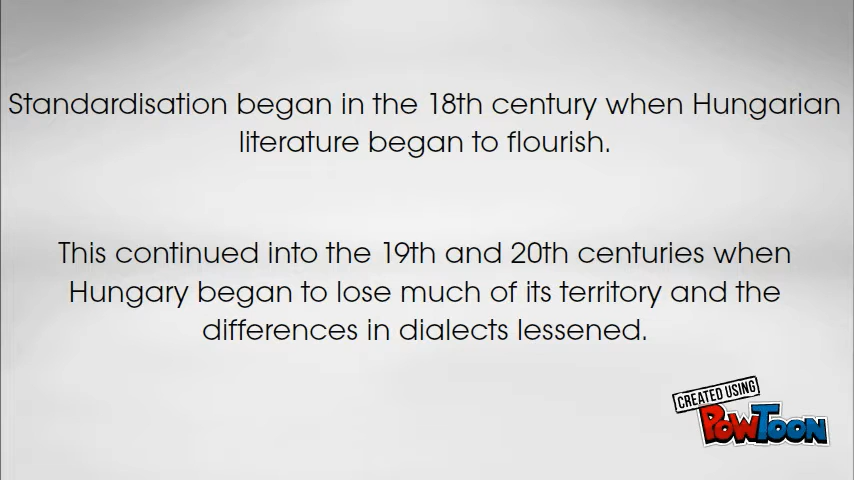 Standardisation began in the 18th century when Hungarian
literature began to flourish.
This continued into the 19th and 20th centuries when
Hungary began to lose much of its territory and the
differences in dialects lessened.
CREATED USING
POWTOON